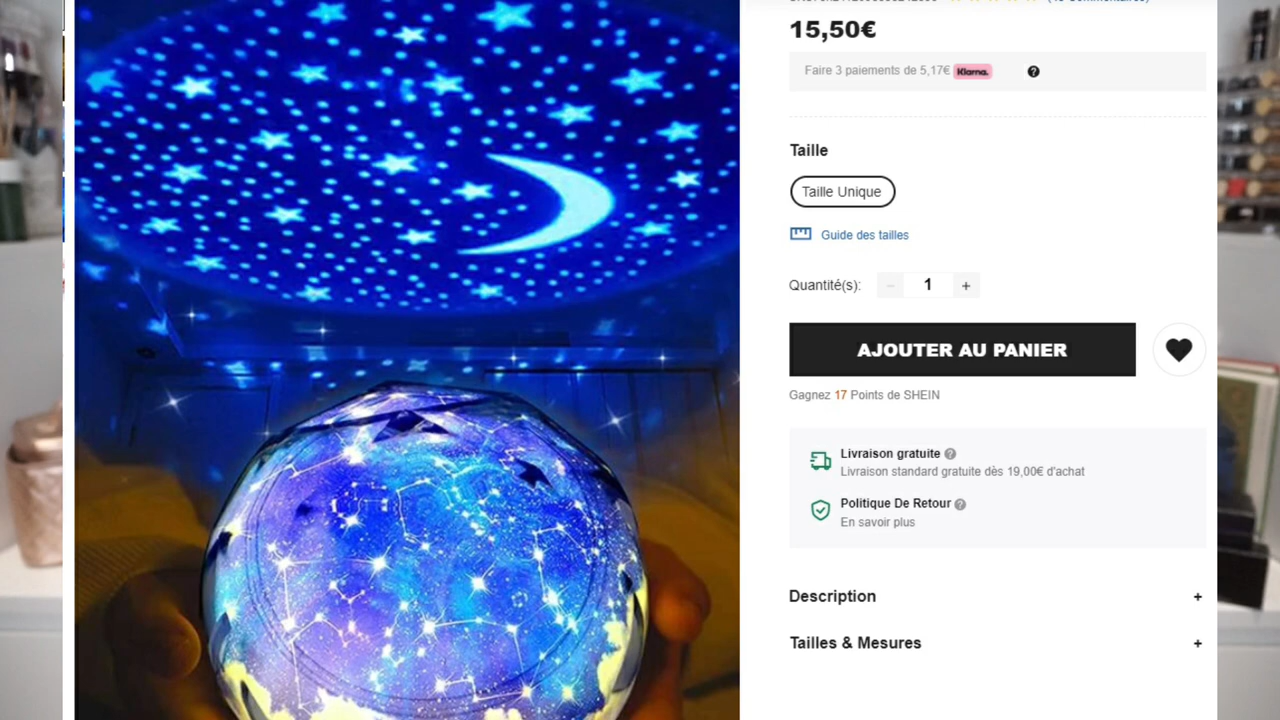 15,50€
Faire 3 paiements de 5,17€ Klarna. ?
Taille
Taille Unique
Guide des tailles
Quantité(s): − 1 +
AJOUTER AU PANIER
Gagnez 17 Points de SHEIN
Livraison gratuite ?
Livraison standard gratuite dès 19,00€ d'achat
Politique De Retour ?
En savoir plus
Description +
Tailles & Mesures +